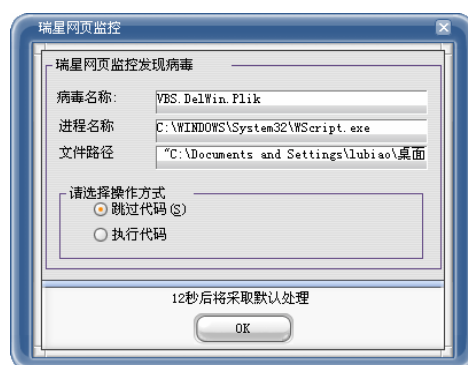 瑞星网页监控
瑞星网页监控发现病毒
病毒名称: VBS.DelWin.Plik
进程名称 C:\WINDOWS\System32\WScript.exe
文件路径 "C:\Documents and Settings\lubiao\桌面
请选择操作方式
跳过代码(S)
执行代码
12秒后将采取默认处理
OK